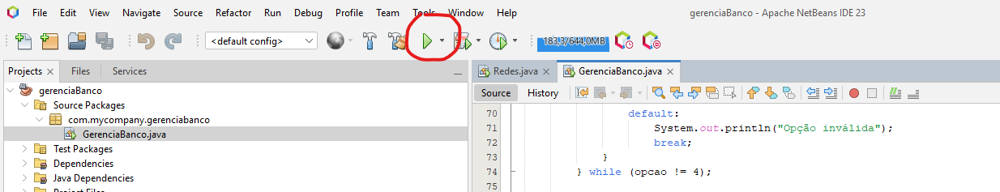 File Edit View Navigate Source Refactor Run Debug Profile Team Tools Window Help
gerenciaBanco - Apache NetBeans IDE 23
<default config>
183,3/644,0MB
Projects Files Services
gerenciaBanco
Source Packages
com.mycompany.gerenciabanco
GerenciaBanco.java
Test Packages
Dependencies
Java Dependencies
Project Files
Redes.java GerenciaBanco.java
Source History
70 default:
71 System.out.println("Opção inválida");
72 break;
73 }
74 } while (opcao != 4);
75